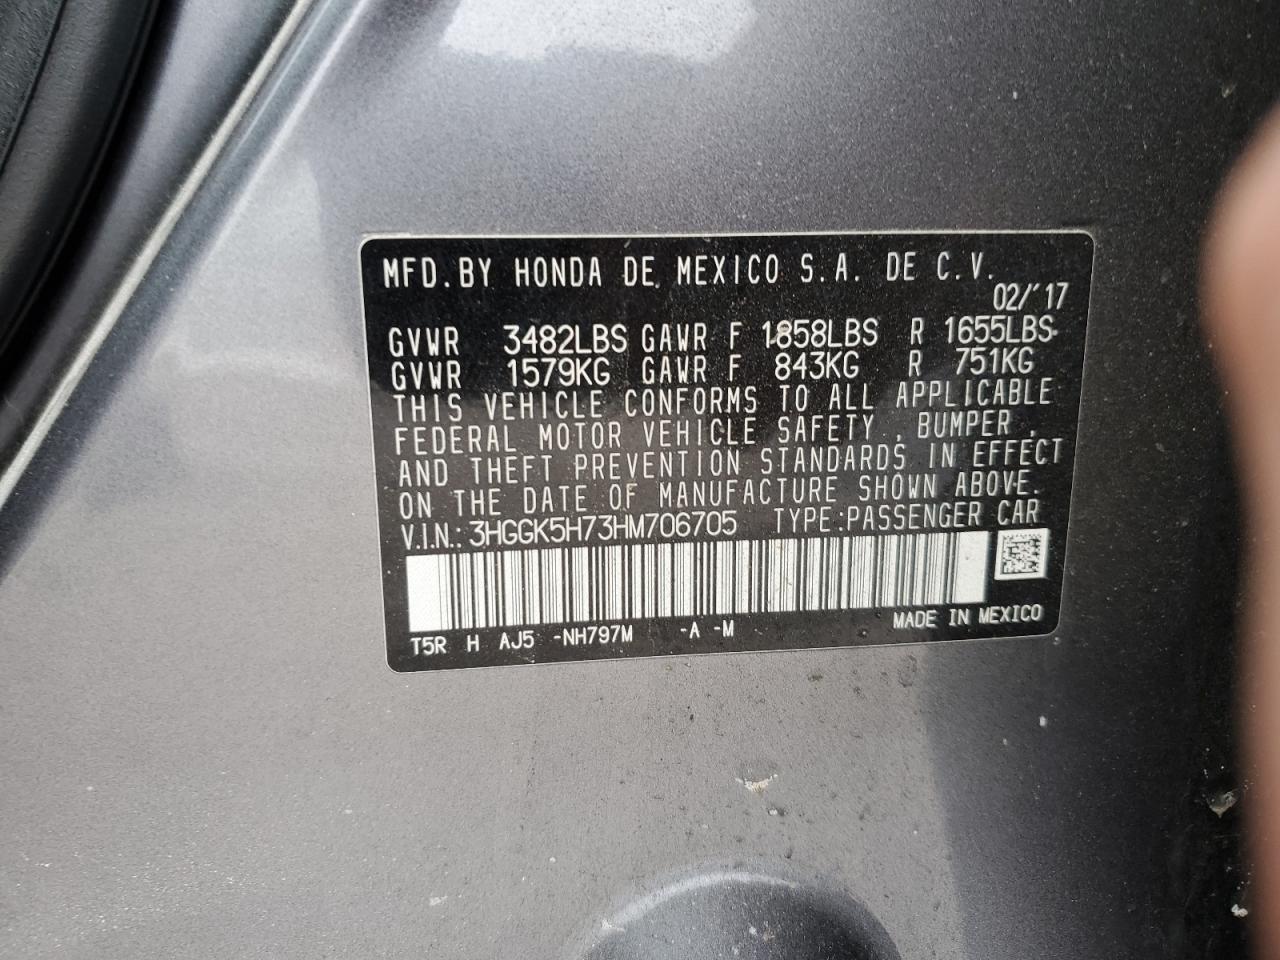 MFD. BY HONDA DE MEXICO S.A. DE C.V.
02/'17
GVWR 3482LBS GAWR F 1858LBS R 1655LBS
GVWR 1579KG GAWR F 843KG R 751KG
THIS VEHICLE CONFORMS TO ALL APPLICABLE
FEDERAL MOTOR VEHICLE SAFETY, BUMPER,
AND THEFT PREVENTION STANDARDS IN EFFECT
ON THE DATE OF MANUFACTURE SHOWN ABOVE.
V.I.N.: 3HGGK5H73HM706705 TYPE:PASSENGER CAR
MADE IN MEXICO
T5R H AJ5 -NH797M -A -M